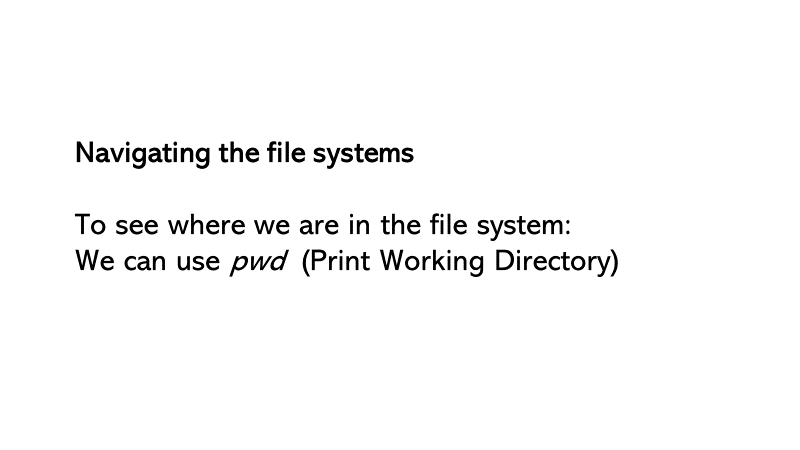 Navigating the file systems
To see where we are in the file system:
We can use pwd (Print Working Directory)